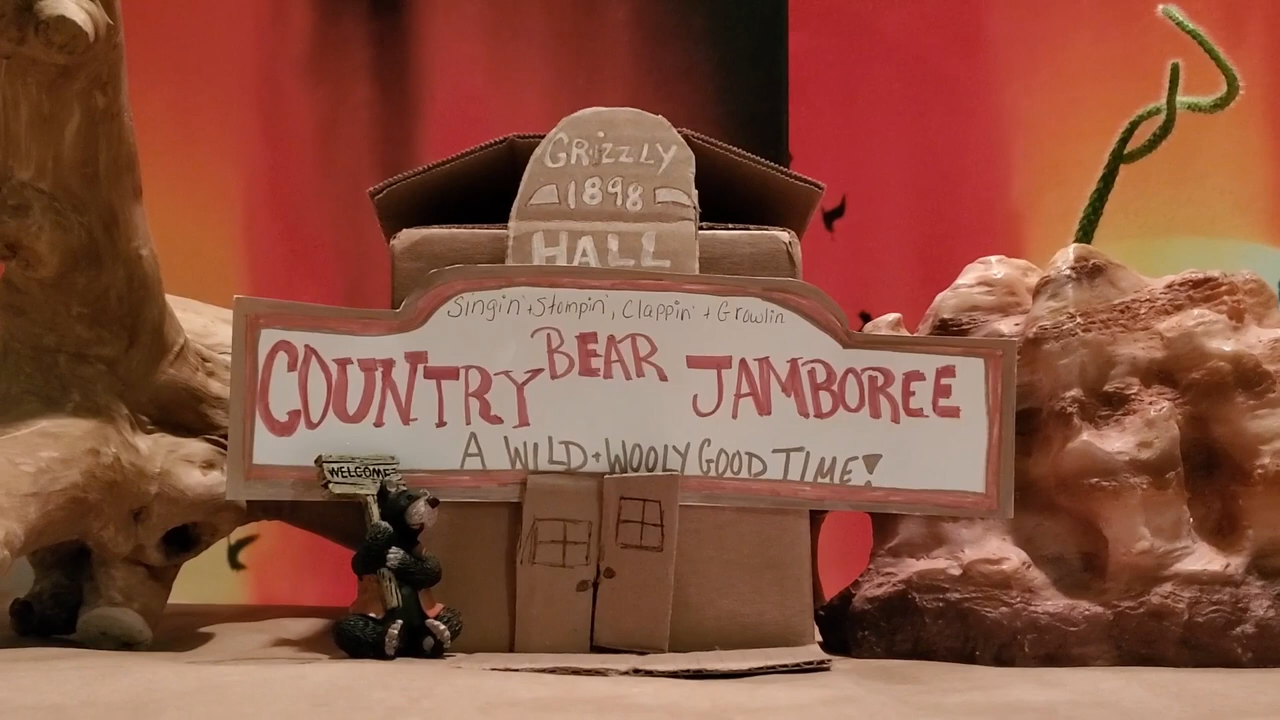 GRIZZLY
1898
HALL
Singin' + Stompin', Clappin' + Growlin
COUNTRY BEAR JAMBOREE
A WILD + WOOLY GOOD TIME!
WELCOME